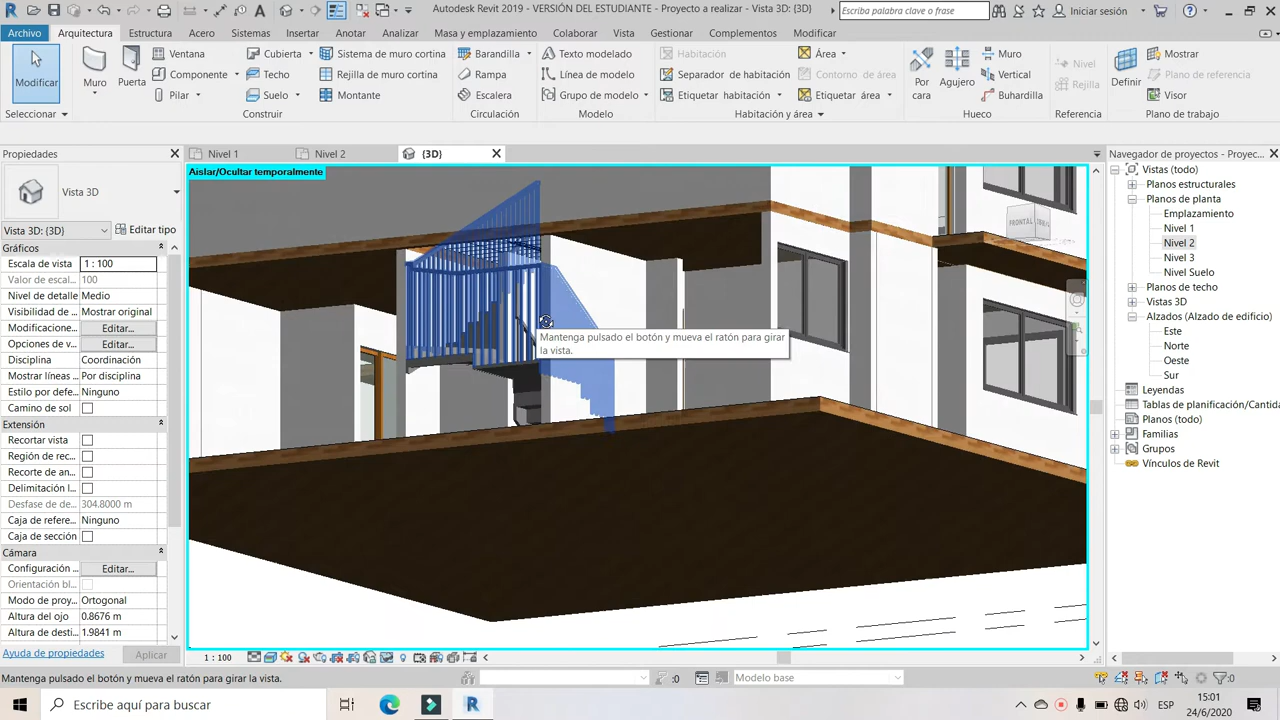 Autodesk Revit 2019 - VERSIÓN DEL ESTUDIANTE - Proyecto a realizar - Vista 3D: {3D}
Escriba palabra clave o frase
Iniciar sesión
Archivo Arquitectura Estructura Acero Sistemas Insertar Anotar Analizar Masa y emplazamiento Colaborar Vista Gestionar Complementos Modificar
Modificar
Seleccionar
Muro
Puerta
Ventana
Componente
Pilar
Cubierta
Techo
Suelo
Sistema de muro cortina
Rejilla de muro cortina
Construir
Barandilla
Rampa
Escalera
Circulación
Texto modelado
Línea de modelo
Grupo de modelo
Modelo
Habitación
Separador de habitación
Etiquetar habitación
Área
Contorno de área
Etiquetar área
Habitación y área
Por cara
Agujero
Muro
Vertical
Buhardilla
Hueco
Nivel
Rejilla
Referencia
Definir
Mostrar
Plano de referencia
Visor
Plano de trabajo
Propiedades
Nivel 1
Nivel 2
{3D}
Navegador de proyectos - Proyec...
Vista 3D
Vista 3D: {3D}
Editar tipo
Gráficos
Escala de vista 1 : 100
Valor de escal... 100
Nivel de detalle Medio
Visibilidad de ... Mostrar original
Modificacione... Editar...
Opciones de v... Editar...
Disciplina Coordinación
Mostrar líneas ... Por disciplina
Estilo por defe... Ninguno
Camino de sol
Extensión
Recortar vista
Región de rec...
Recorte de an...
Delimitación l...
Desfase de de... 304.8000 m
Caja de refere... Ninguno
Caja de sección
Cámara
Configuración ... Editar...
Orientación bl...
Modo de proy... Ortogonal
Altura del ojo 0.8676 m
Altura de desti... 1.9841 m
Ayuda de propiedades
Aplicar
Aislar/Ocultar temporalmente
FRONTAL
Mantenga pulsado el botón y mueva el ratón para girar
la vista.
Vistas (todo)
Planos estructurales
Planos de planta
Emplazamiento
Nivel 1
Nivel 2
Nivel 3
Nivel Suelo
Planos de techo
Vistas 3D
Alzados (Alzado de edificio)
Este
Norte
Oeste
Sur
Leyendas
Tablas de planificación/Cantida
Planos (todo)
Familias
Grupos
Vínculos de Revit
1 : 100
Mantenga pulsado el botón y mueva el ratón para girar la vista.
:0
Modelo base
:0
Escribe aquí para buscar
ESP
15:01
24/6/2020